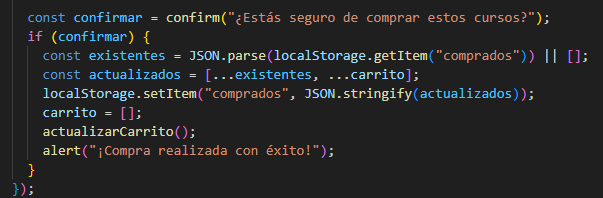 const confirmar = confirm("¿Estás seguro de comprar estos cursos?");
if (confirmar) {
const existentes = JSON.parse(localStorage.getItem("comprados")) || [];
const actualizados = [...existentes, ...carrito];
localStorage.setItem("comprados", JSON.stringify(actualizados));
carrito = [];
actualizarCarrito();
alert("¡Compra realizada con éxito!");
}
});